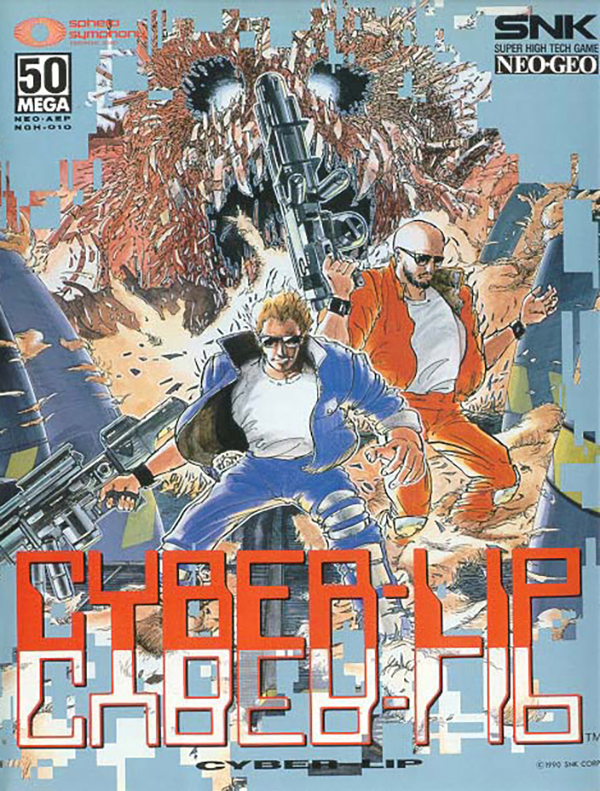 sphero
symphony
SNK
SUPER HIGH TECH GAME
NEO·GEO
50
MEGA
NEO-AEP
NGH-010
CYBER-LIP
CYBER-LIP
CYBER-LIP
TM
©1990 SNK CORP